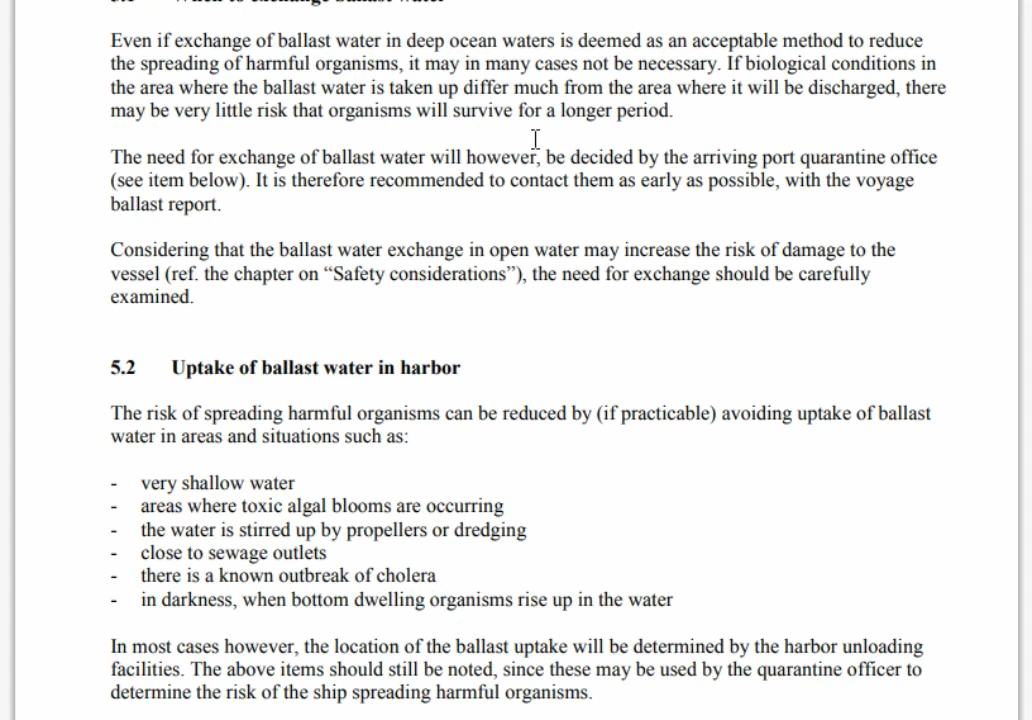 Even if exchange of ballast water in deep ocean waters is deemed as an acceptable method to reduce
the spreading of harmful organisms, it may in many cases not be necessary. If biological conditions in
the area where the ballast water is taken up differ much from the area where it will be discharged, there
may be very little risk that organisms will survive for a longer period.
The need for exchange of ballast water will however, be decided by the arriving port quarantine office
(see item below). It is therefore recommended to contact them as early as possible, with the voyage
ballast report.
Considering that the ballast water exchange in open water may increase the risk of damage to the
vessel (ref. the chapter on “Safety considerations”), the need for exchange should be carefully
examined.
5.2 Uptake of ballast water in harbor
The risk of spreading harmful organisms can be reduced by (if practicable) avoiding uptake of ballast
water in areas and situations such as:
- very shallow water
- areas where toxic algal blooms are occurring
- the water is stirred up by propellers or dredging
- close to sewage outlets
- there is a known outbreak of cholera
- in darkness, when bottom dwelling organisms rise up in the water
In most cases however, the location of the ballast uptake will be determined by the harbor unloading
facilities. The above items should still be noted, since these may be used by the quarantine officer to
determine the risk of the ship spreading harmful organisms.